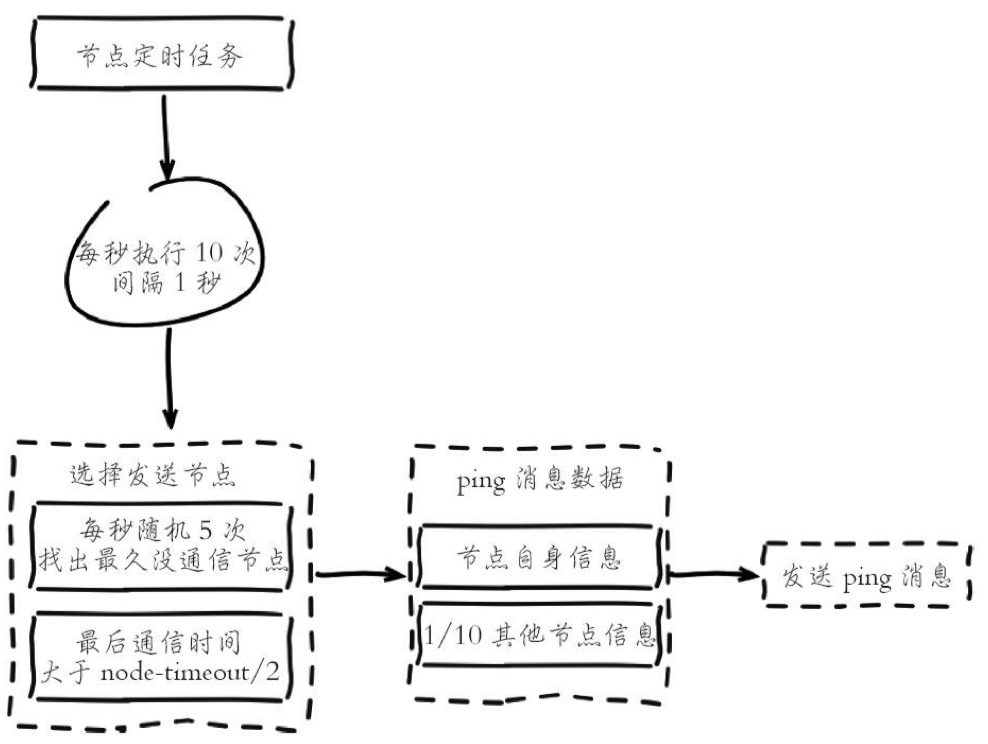 节点定时任务
每秒执行 10 次
间隔 1 秒
选择发送节点
每秒随机 5 次
找出最久没通信节点
最后通信时间
大于 node-timeout/2
ping 消息数据
节点自身信息
1/10 其他节点信息
发送 ping 消息